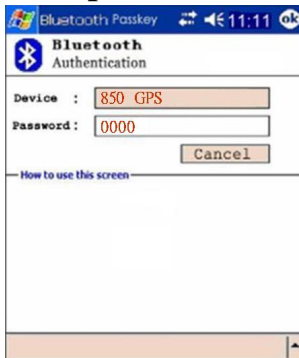 Bluetooth Passkey 11:11 ok
Bluetooth
Authentication
Device : 850 GPS
Password: 0000
Cancel
How to use this screen